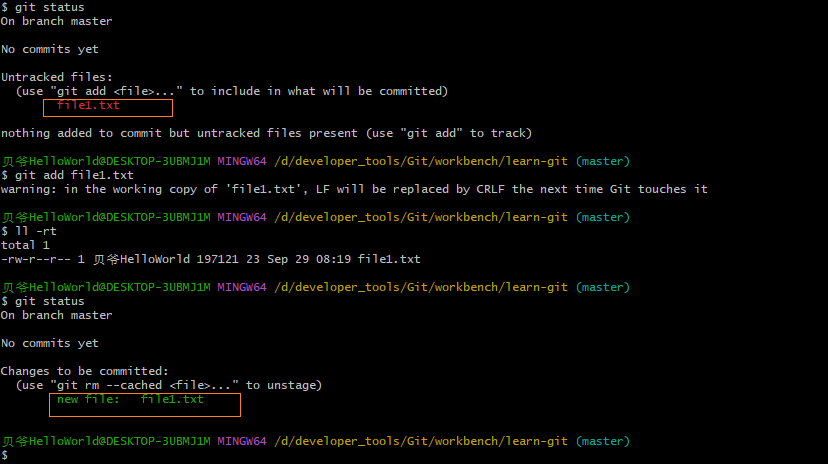 $ git status
On branch master
No commits yet
Untracked files:
(use "git add <file>..." to include in what will be committed)
file1.txt
nothing added to commit but untracked files present (use "git add" to track)
贝爷HelloWorld@DESKTOP-3UBMJ1M MINGW64 /d/developer_tools/Git/workbench/learn-git (master)
$ git add file1.txt
warning: in the working copy of 'file1.txt', LF will be replaced by CRLF the next time Git touches it
贝爷HelloWorld@DESKTOP-3UBMJ1M MINGW64 /d/developer_tools/Git/workbench/learn-git (master)
$ ll -rt
total 1
-rw-r--r-- 1 贝爷HelloWorld 197121 23 Sep 29 08:19 file1.txt
贝爷HelloWorld@DESKTOP-3UBMJ1M MINGW64 /d/developer_tools/Git/workbench/learn-git (master)
$ git status
On branch master
No commits yet
Changes to be committed:
(use "git rm --cached <file>..." to unstage)
new file:   file1.txt
贝爷HelloWorld@DESKTOP-3UBMJ1M MINGW64 /d/developer_tools/Git/workbench/learn-git (master)
$